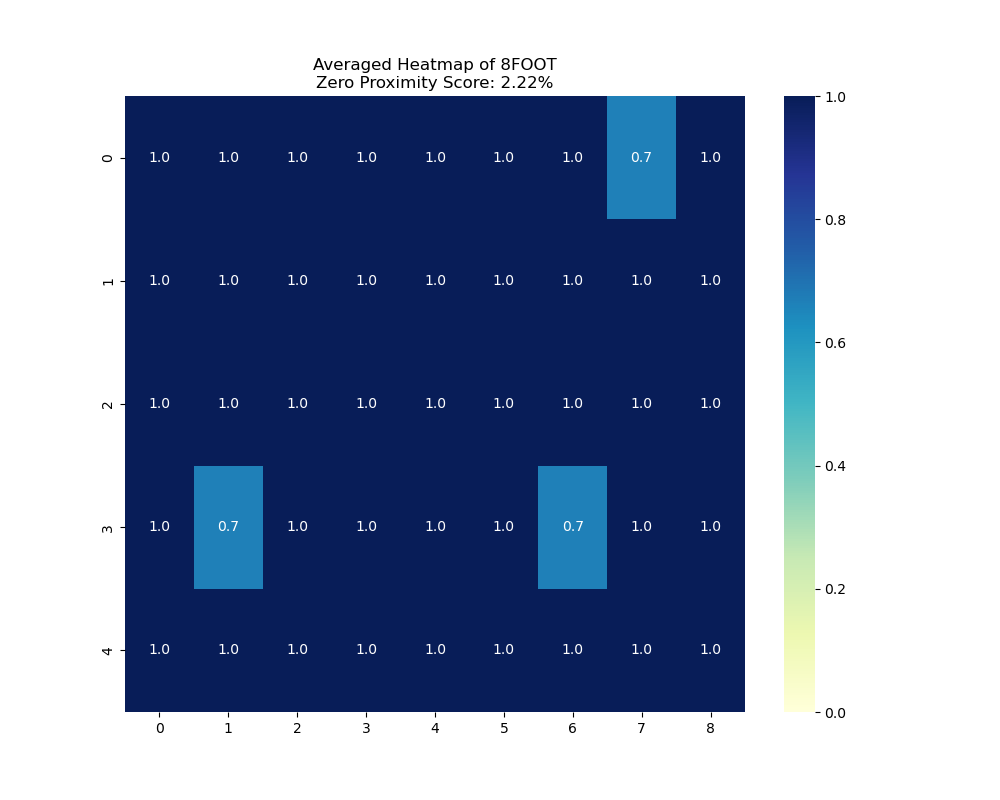 Averaged Heatmap of 8FOOT
Zero Proximity Score: 2.22%
0 1.0 1.0 1.0 1.0 1.0 1.0 1.0 0.7 1.0
1 1.0 1.0 1.0 1.0 1.0 1.0 1.0 1.0 1.0
2 1.0 1.0 1.0 1.0 1.0 1.0 1.0 1.0 1.0
3 1.0 0.7 1.0 1.0 1.0 1.0 0.7 1.0 1.0
4 1.0 1.0 1.0 1.0 1.0 1.0 1.0 1.0 1.0
0 1 2 3 4 5 6 7 8
1.0
0.8
0.6
0.4
0.2
0.0